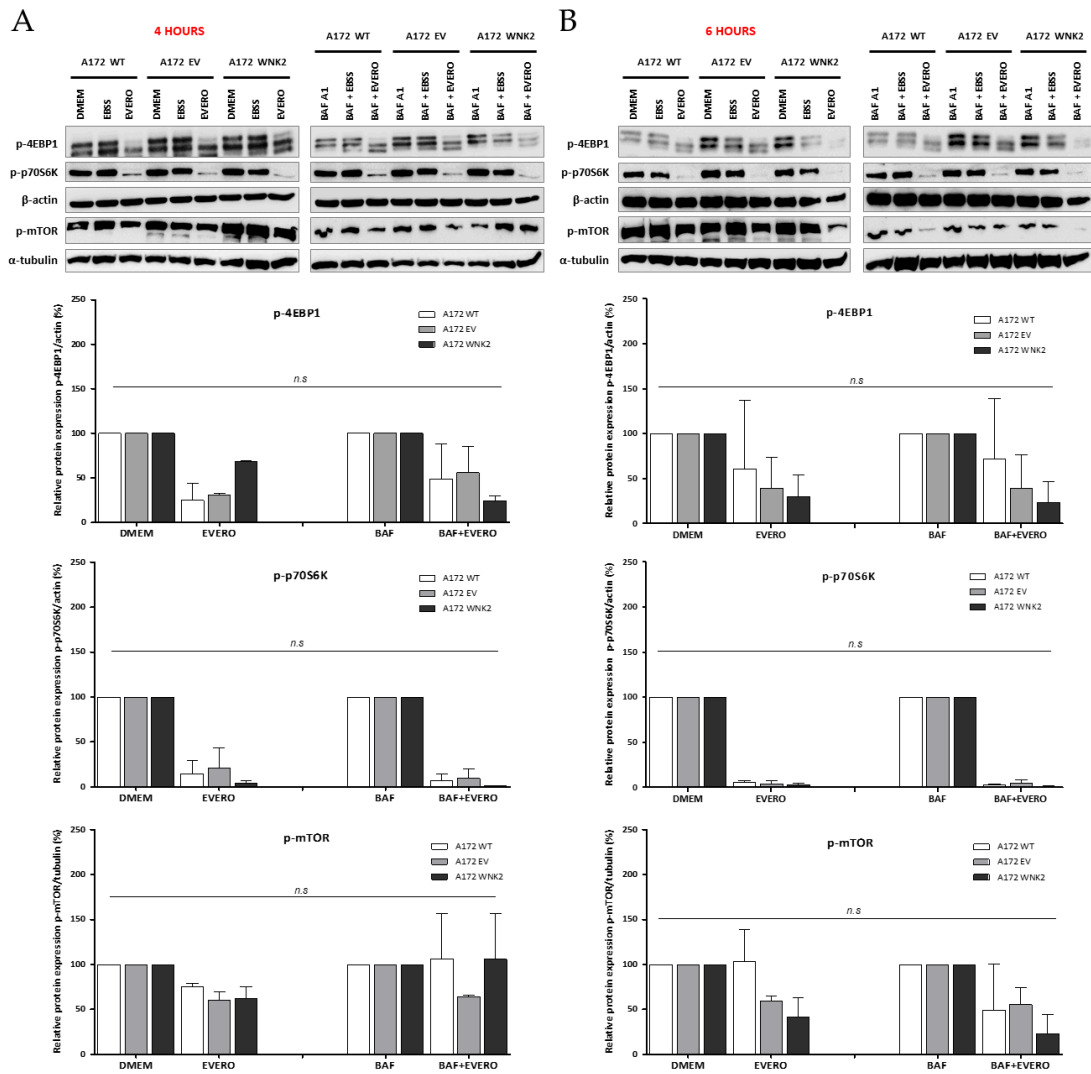 A
4 HOURS
A172 WT
A172 EV
A172 WNK2
DMEM
EBSS
EVERO
DMEM
EBSS
EVERO
DMEM
EBSS
EVERO
A172 WT
A172 EV
A172 WNK2
BAF A1
BAF + EBSS
BAF + EVERO
BAF A1
BAF + EBSS
BAF + EVERO
BAF A1
BAF + EBSS
BAF + EVERO
p-4EBP1
p-p70S6K
β-actin
p-mTOR
α-tubulin
Relative protein expression p-4EBP1/actin (%)
250
200
150
100
50
0
p-4EBP1
A172 WT
A172 EV
A172 WNK2
n.s
DMEM
EVERO
BAF
BAF+EVERO
Relative protein expression p-p70S6K/actin (%)
250
200
150
100
50
0
p-p70S6K
A172 WT
A172 EV
A172 WNK2
n.s
DMEM
EVERO
BAF
BAF+EVERO
Relative protein expression p-mTOR/tubulin (%)
250
200
150
100
50
0
p-mTOR
A172 WT
A172 EV
A172 WNK2
n.s
DMEM
EVERO
BAF
BAF+EVERO
B
6 HOURS
A172 WT
A172 EV
A172 WNK2
DMEM
EBSS
EVERO
DMEM
EBSS
EVERO
DMEM
EBSS
EVERO
A172 WT
A172 EV
A172 WNK2
BAF A1
BAF + EBSS
BAF + EVERO
BAF A1
BAF + EBSS
BAF + EVERO
BAF A1
BAF + EBSS
BAF + EVERO
p-4EBP1
p-p70S6K
β-actin
p-mTOR
α-tubulin
Relative protein expression p-4EBP1/actin (%)
250
200
150
100
50
0
p-4EBP1
A172 WT
A172 EV
A172 WNK2
n.s
DMEM
EVERO
BAF
BAF+EVERO
Relative protein expression p-p70S6K/actin (%)
250
200
150
100
50
0
p-p70S6K
A172 WT
A172 EV
A172 WNK2
n.s
DMEM
EVERO
BAF
BAF+EVERO
Relative protein expression p-mTOR/tubulin (%)
250
200
150
100
50
0
p-mTOR
A172 WT
A172 EV
A172 WNK2
n.s
DMEM
EVERO
BAF
BAF+EVERO